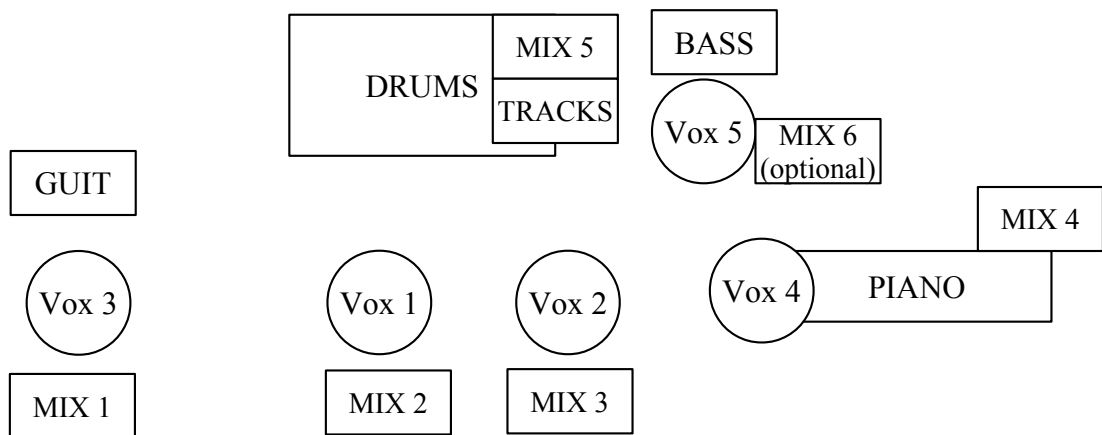 MIX 5
BASS
DRUMS
TRACKS
Vox 5
MIX 6
(optional)
GUIT
MIX 4
Vox 3
Vox 1
Vox 2
Vox 4
PIANO
MIX 1
MIX 2
MIX 3